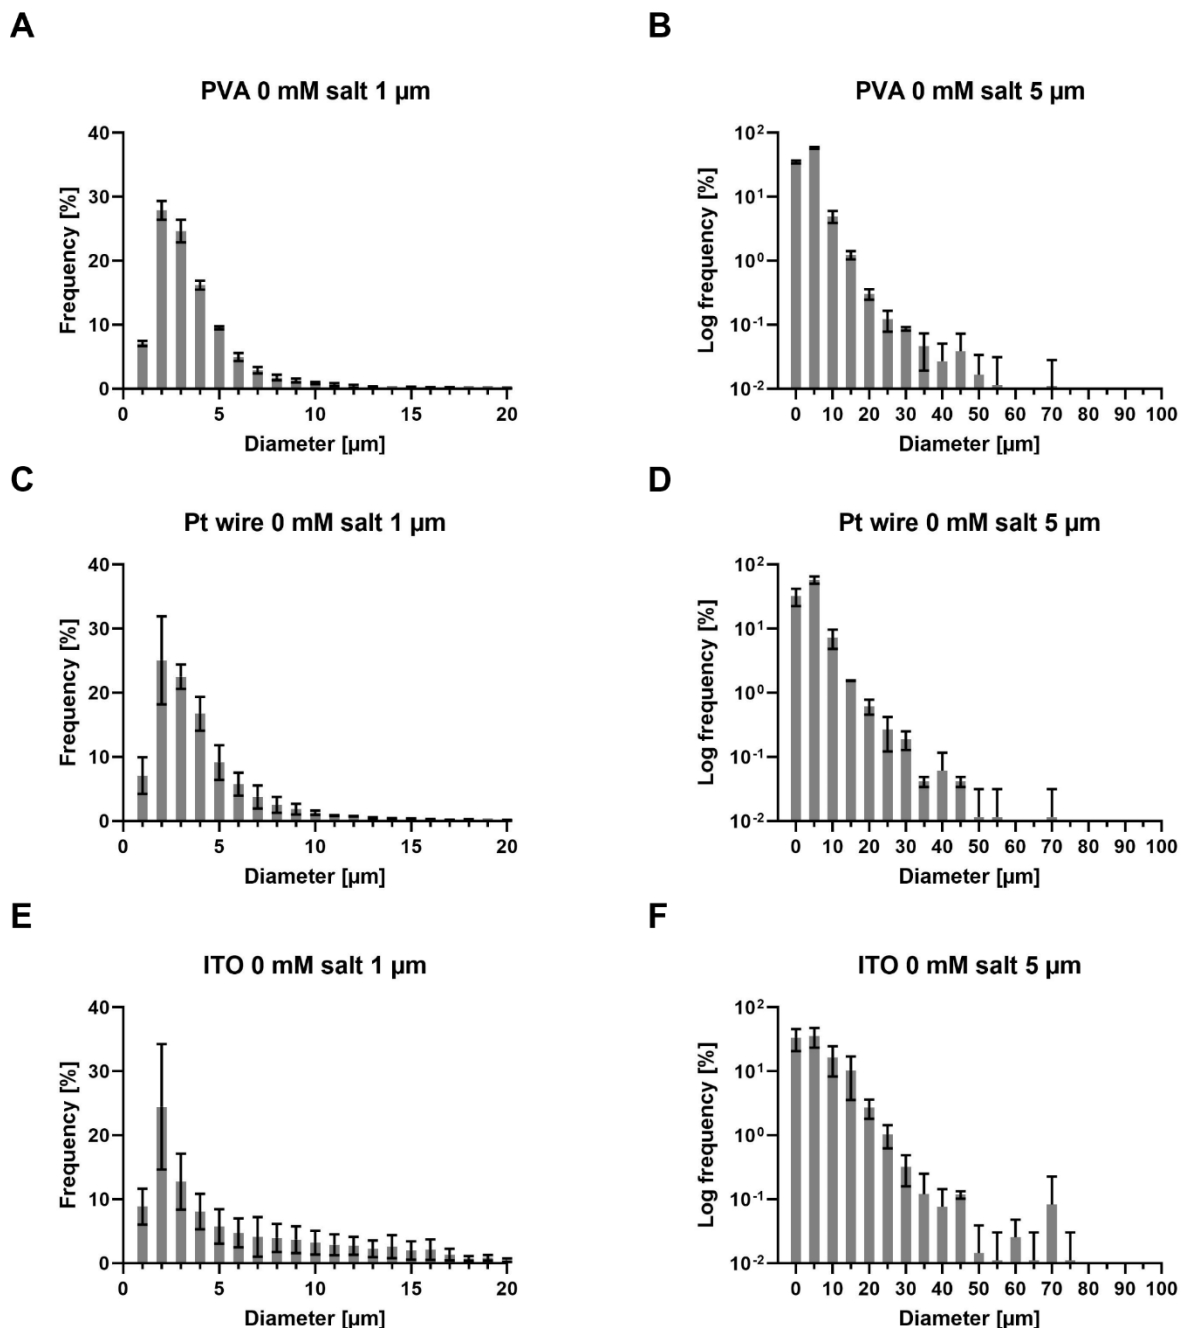 A
PVA 0 mM salt 1 µm
Frequency [%]
40
30
20
10
0
0 5 10 15 20
Diameter [µm]
B
PVA 0 mM salt 5 µm
Log frequency [%]
10²
10¹
10⁰
10⁻¹
10⁻²
0 10 20 30 40 50 60 70 80 90 100
Diameter [µm]
C
Pt wire 0 mM salt 1 µm
Frequency [%]
40
30
20
10
0
0 5 10 15 20
Diameter [µm]
D
Pt wire 0 mM salt 5 µm
Log frequency [%]
10²
10¹
10⁰
10⁻¹
10⁻²
0 10 20 30 40 50 60 70 80 90 100
Diameter [µm]
E
ITO 0 mM salt 1 µm
Frequency [%]
40
30
20
10
0
0 5 10 15 20
Diameter [µm]
F
ITO 0 mM salt 5 µm
Log frequency [%]
10²
10¹
10⁰
10⁻¹
10⁻²
0 10 20 30 40 50 60 70 80 90 100
Diameter [µm]